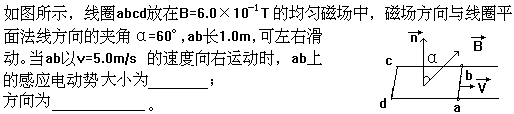 如图所示，线圈abcd放在B=6.0×10⁻¹T的均匀磁场中，磁场方向与线圈平
面法线方向的夹角α=60°,ab长1.0m,可左右滑
动。当ab以v=5.0m/s 的速度向右运动时，ab上
的感应电动势大小为________；
方向为____________。
n
B
α
c
b
V
d
a